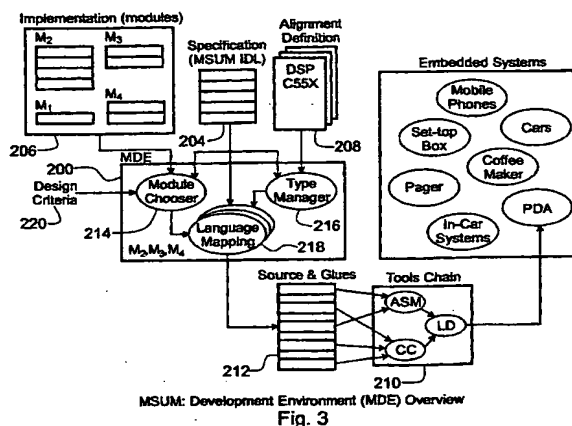 Implementation (modules)
M2
M3
M1
M4
206
Specification
(MSUM IDL)
204
Alignment
Definition
DSP
C55X
208
Embedded Systems
Mobile
Phones
Cars
Set-top
Box
Coffee
Maker
Pager
PDA
In-Car
Systems
200
MDE
Design
Criteria
220
Module
Chooser
214
Type
Manager
216
Language
Mapping
218
M2,M3,M4
Source & Glues
212
Tools Chain
ASM
LD
CC
210
MSUM: Development Environment (MDE) Overview
Fig. 3